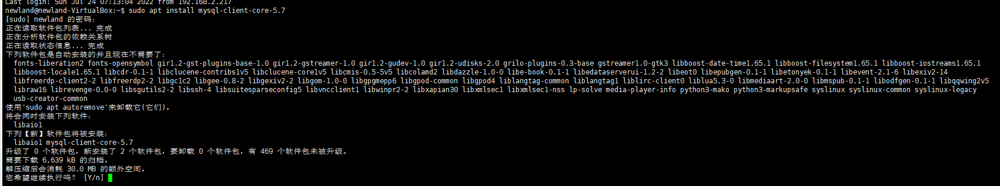 Last login: Sun Jul 24 07:13:04 2022 from 192.168.2.217
newland@newland-VirtualBox:~$ sudo apt install mysql-client-core-5.7
[sudo] newland 的密码：
正在读取软件包列表... 完成
正在分析软件包的依赖关系树
正在读取状态信息... 完成
下列软件包是自动安装的并且现在不需要了：
fonts-liberation2 fonts-opensymbol gir1.2-gst-plugins-base-1.0 gir1.2-gstreamer-1.0 gir1.2-gudev-1.0 gir1.2-udisks-2.0 grilo-plugins-0.3-base gstreamer1.0-gtk3 libboost-date-time1.65.1 libboost-filesystem1.65.1 libboost-iostreams1.65.1
libboost-locale1.65.1 libcdr-0.1-1 libclucene-contribs1v5 libclucene-core1v5 libcmis-0.5-5v5 libcolamd2 libdazzle-1.0-0 libe-book-0.1-1 libedataserverui-1.2-2 libeot0 libepubgen-0.1-1 libetonyek-0.1-1 libevent-2.1-6 libexiv2-14
libfreerdp-client2-2 libfreerdp2-2 libgc1c2 libgee-0.8-2 libgexiv2-2 libgom-1.0-0 libgpgmepp6 libgpod-common libgpod4 liblangtag-common liblangtag1 liblirc-client0 liblua5.3-0 libmediaart-2.0-0 libmspub-0.1-1 libodfgen-0.1-1 libqqwing2v5
libraw16 librevenge-0.0-0 libsgutils2-2 libssh-4 libsuitesparseconfig5 libvncclient1 libwinpr2-2 libxapian30 libxmlsec1 libxmlsec1-nss lp-solve media-player-info python3-mako python3-markupsafe syslinux syslinux-common syslinux-legacy
usb-creator-common
使用'sudo apt autoremove'来卸载它(它们)。
将会同时安装下列软件：
libaio1
下列【新】软件包将被安装：
libaio1 mysql-client-core-5.7
升级了 0 个软件包，新安装了 2 个软件包，要卸载 0 个软件包，有 469 个软件包未被升级。
需要下载 6,639 kB 的归档。
解压缩后会消耗 30.0 MB 的额外空间。
您希望继续执行吗？ [Y/n]